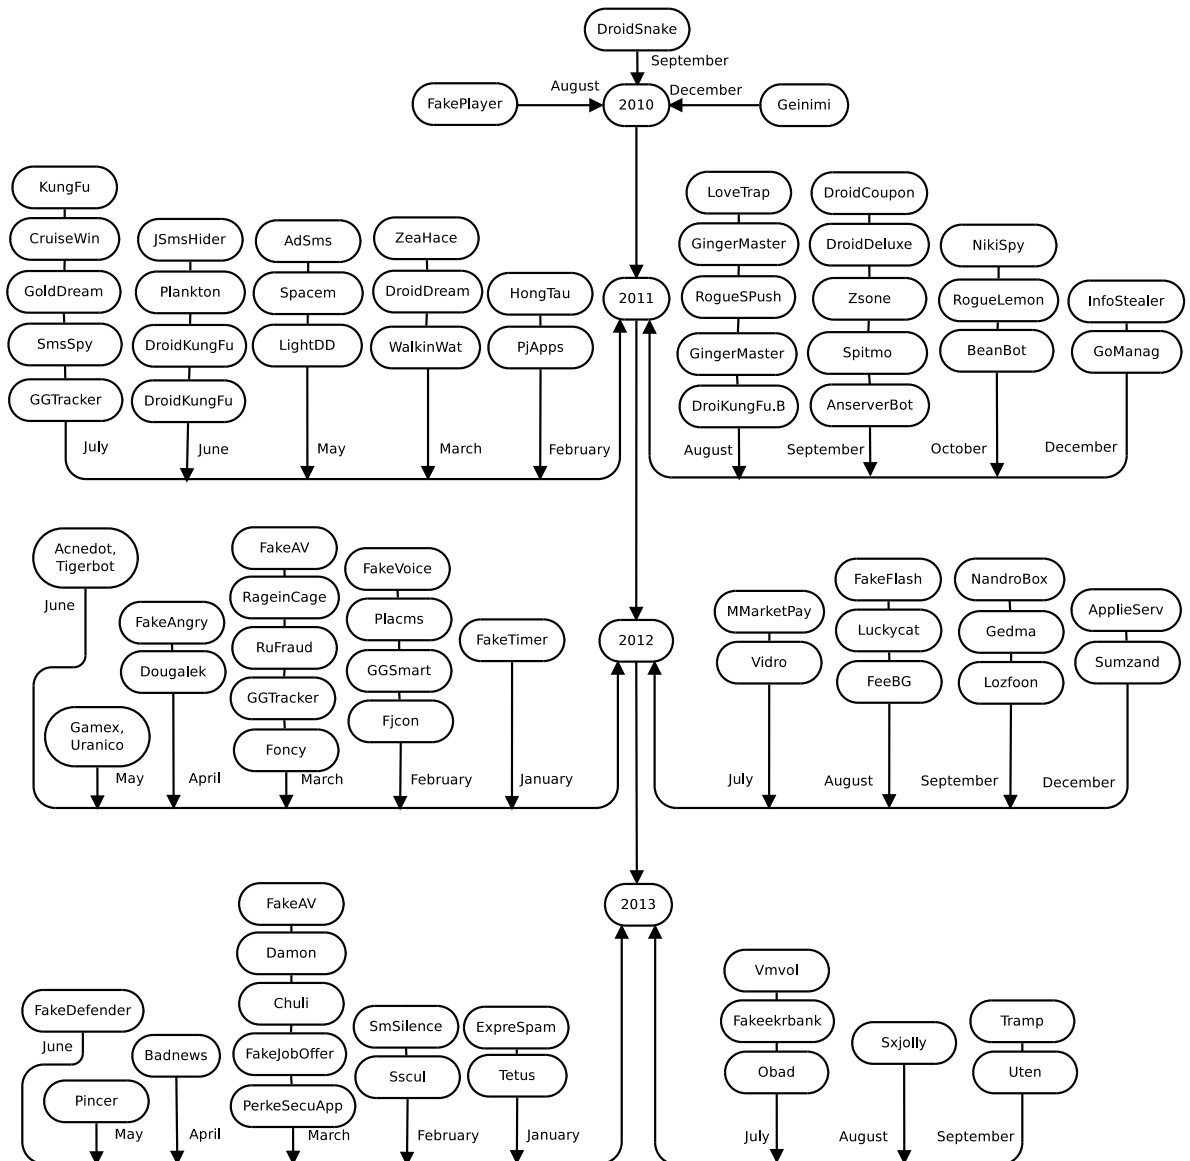 DroidSnake
September
August
December
FakePlayer
2010
Geinimi
KungFu
CruiseWin
GoldDream
SmsSpy
GGTracker
July
JSmsHider
Plankton
DroidKungFu
DroidKungFu
June
AdSms
Spacem
LightDD
May
ZeaHace
DroidDream
WalkinWat
March
HongTau
PjApps
February
2011
LoveTrap
GingerMaster
RogueSPush
GingerMaster
DroiKungFu.B
August
DroidCoupon
DroidDeluxe
Zsone
Spitmo
AnserverBot
September
NikiSpy
RogueLemon
BeanBot
October
InfoStealer
GoManag
December
Acnedot,
Tigerbot
June
Gamex,
Uranico
May
FakeAngry
Dougalek
April
FakeAV
RageinCage
RuFraud
GGTracker
Foncy
March
FakeVoice
Placms
GGSmart
Fjcon
February
FakeTimer
January
2012
MMarketPay
Vidro
July
FakeFlash
Luckycat
FeeBG
August
NandroBox
Gedma
Lozfoon
September
ApplieServ
Sumzand
December
2013
FakeDefender
June
Pincer
May
Badnews
April
FakeAV
Damon
Chuli
FakeJobOffer
PerkeSecuApp
March
SmSilence
Sscul
February
ExpreSpam
Tetus
January
Vmvol
Fakeekrbank
Obad
July
Sxjolly
August
Tramp
Uten
September